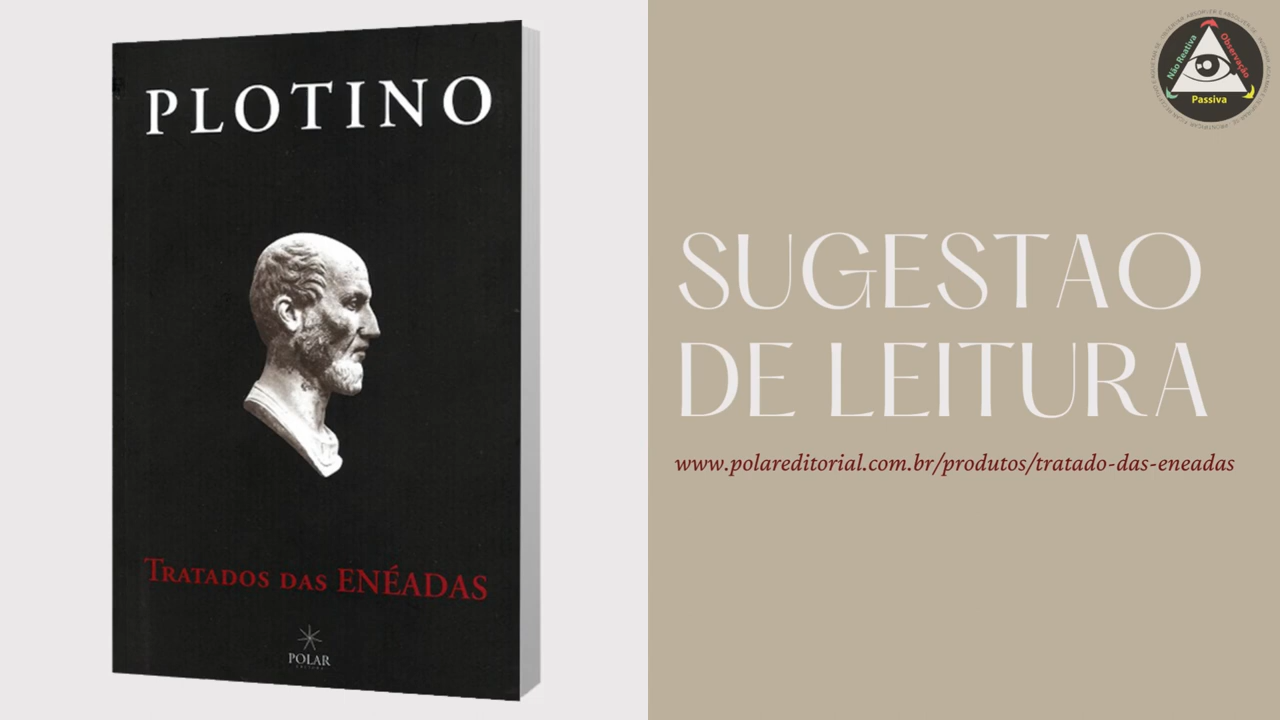 PLOTINO
TRATADOS DAS ENÉADAS
POLAR
Não Reativa
Observação
Passiva
SUGESTAO
DE LEITURA
www.polareditorial.com.br/produtos/tratado-das-eneadas